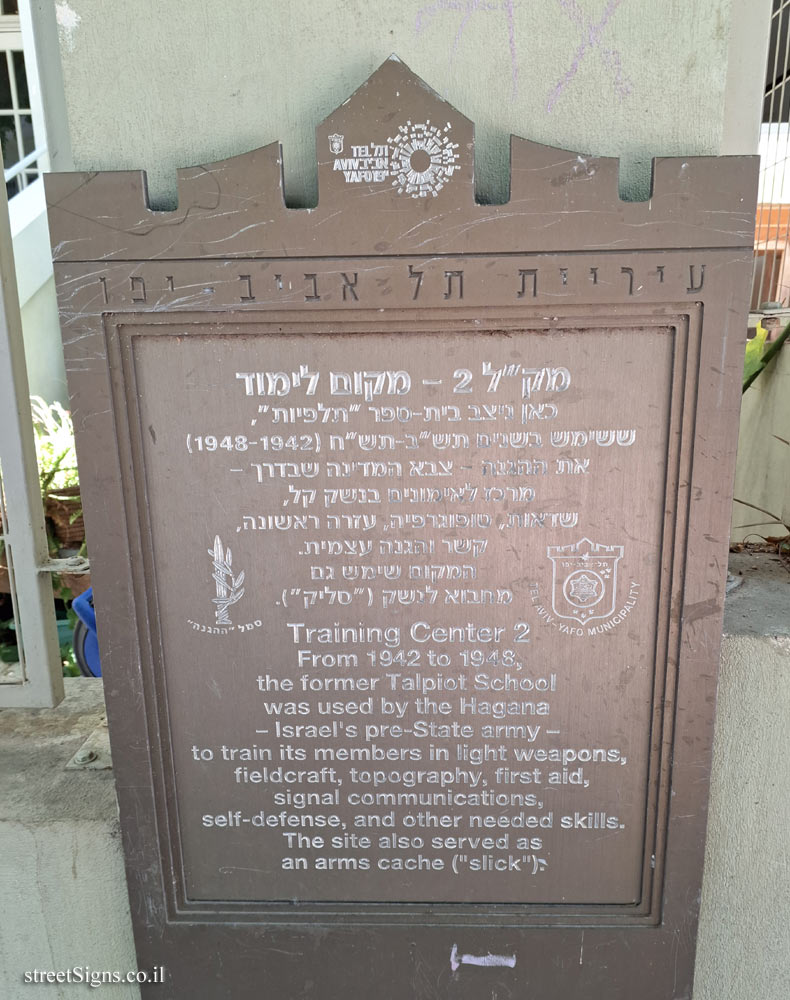 TEL
AVIV
YAFO
תל
אביב
יפו
עיריית תל אביב - יפו
מק״ל 2 - מקום לימוד
כאן ניצב בית-ספר ״תלפיות״,
ששימש בשנים תש״ב-תש״ח (1948-1942)
את ההגנה - צבא המדינה שבדרך -
מרכז לאימונים בנשק קל,
שדאות, טופוגרפיה, עזרה ראשונה,
קשר והגנה עצמית.
המקום שימש גם
מחבוא לנשק (״סליק״).
סמל ״ההגנה״
תל-אביב-יפו
TEL AVIV-YAFO MUNICIPALITY
Training Center 2
From 1942 to 1948,
the former Talpiot School
was used by the Hagana
– Israel's pre-State army –
to train its members in light weapons,
fieldcraft, topography, first aid,
signal communications,
self-defense, and other needed skills.
The site also served as
an arms cache ("slick").
streetSigns.co.il